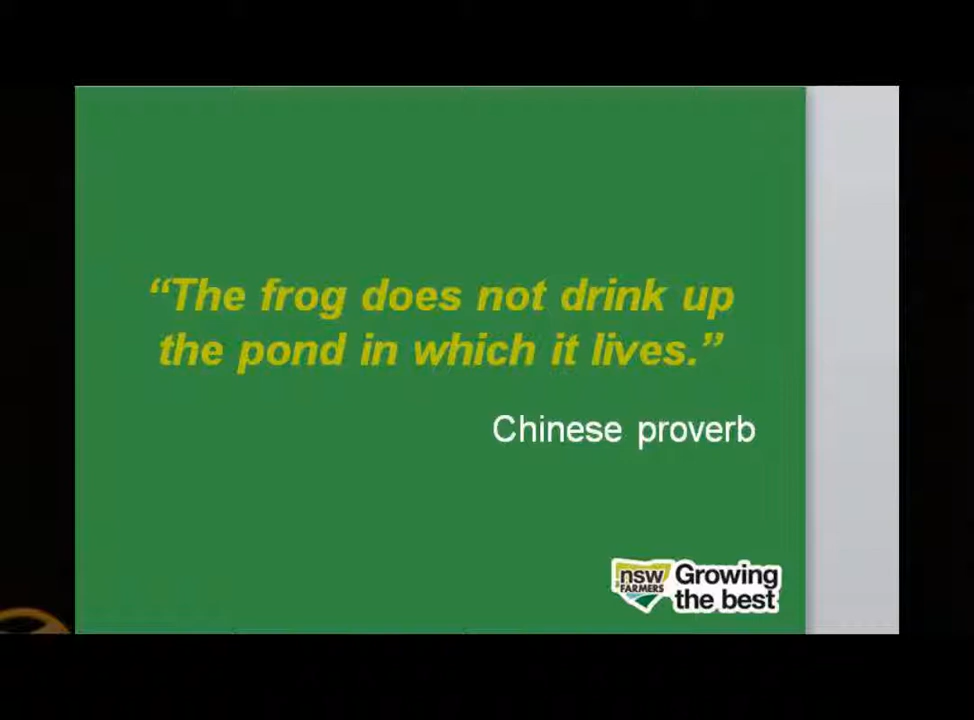 “The frog does not drink up
the pond in which it lives.”
Chinese proverb
nsw
FARMERS
Growing
the best